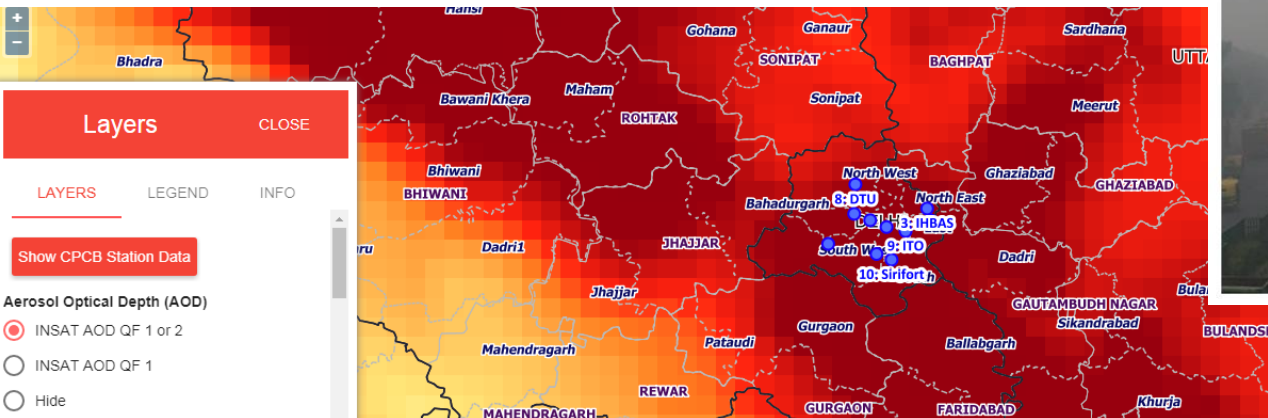 +
−
Hansi
Gohana
Ganaur
Sardhana
Bhadra
SONIPAT
BAGHPAT
Maham
Bawani Khera
Sonipat
Meerut
ROHTAK
Layers
CLOSE
Bhiwani
BHIWANI
North West
Ghaziabad
GHAZIABAD
LAYERS
LEGEND
INFO
Bahadurgarh
8: DTU
North East
3: IHBAS
Show CPCB Station Data
Dadri1
JHAJJAR
9: ITO
Dadri
10: Sirifort
Jhajjar
Aerosol Optical Depth (AOD)
INSAT AOD QF 1 or 2
GAUTAMBUDH NAGAR
Gurgaon
Sikandrabad
Mahendragarh
Pataudi
Ballabgarh
INSAT AOD QF 1
REWAR
Hide
MAHENDRAGARH
GURGAON
FARIDABAD
Khurja